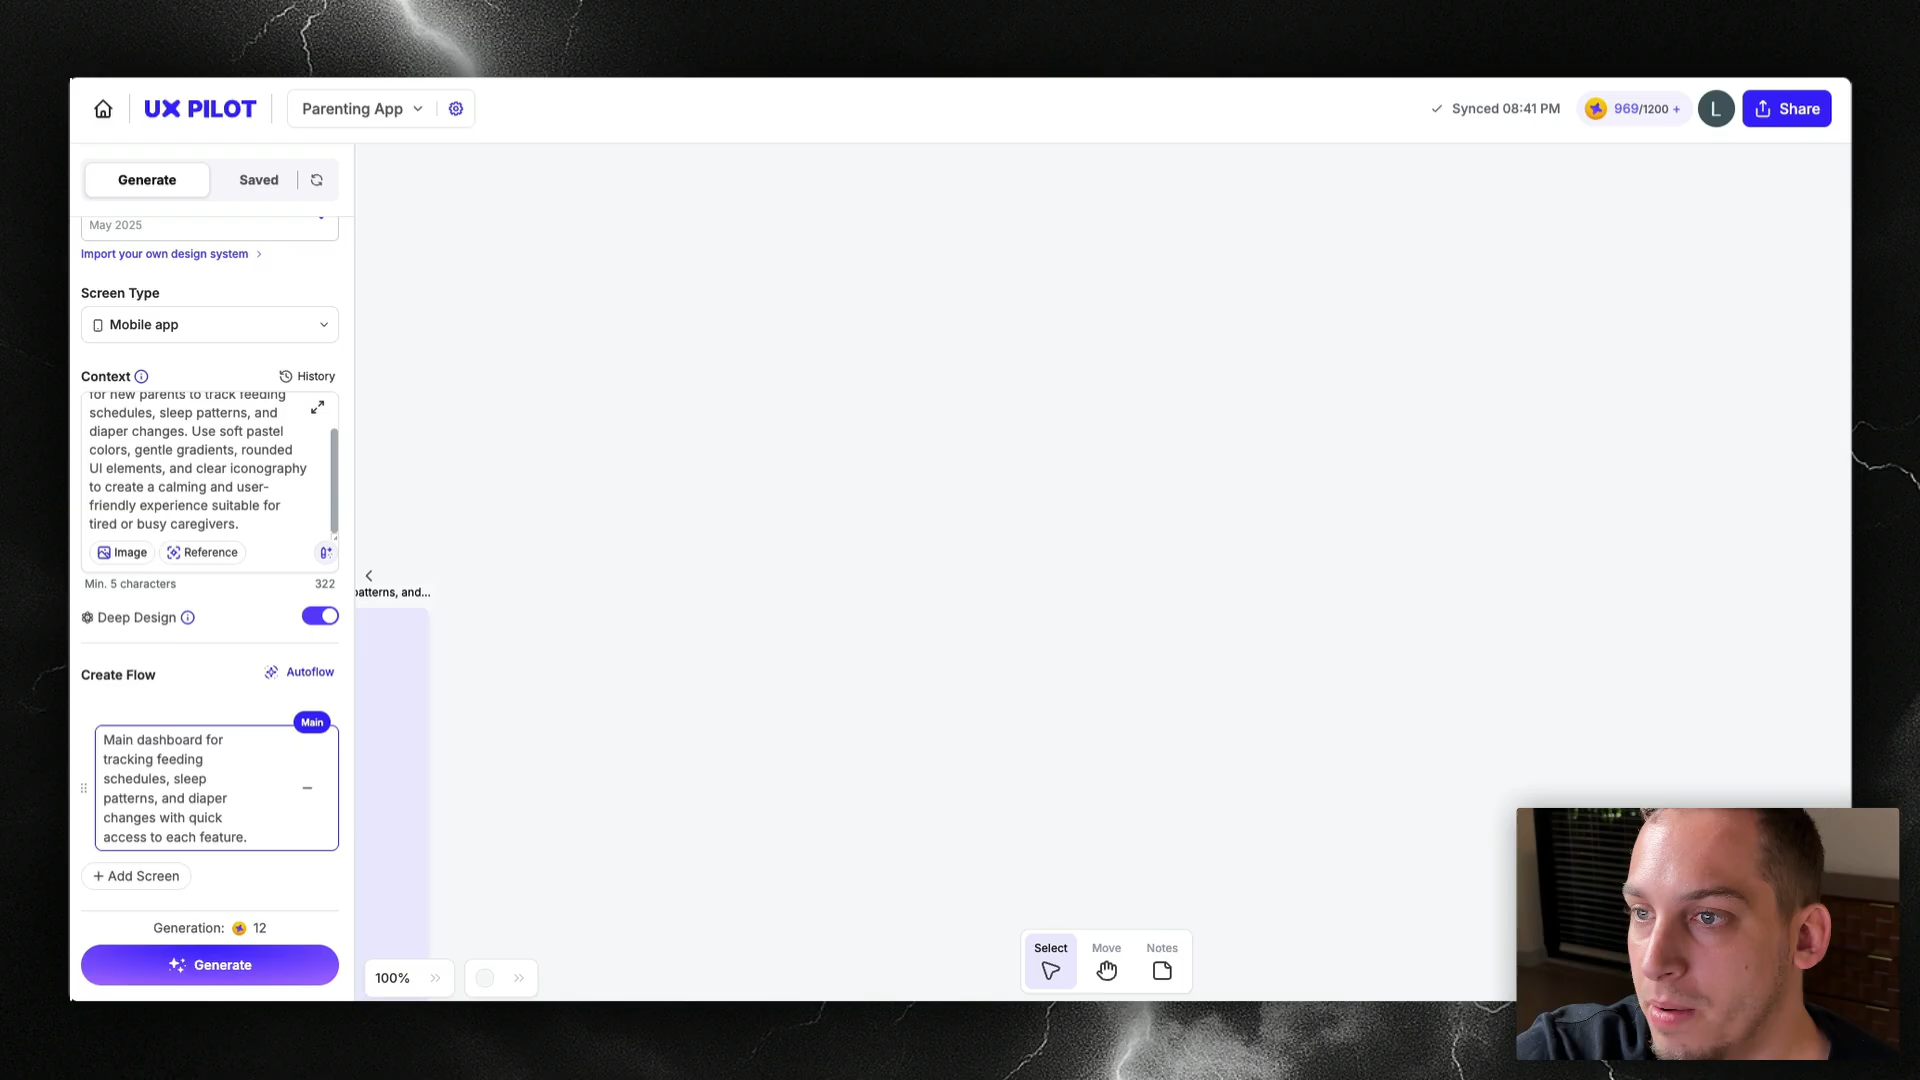 UX PILOT
Parenting App
Synced 08:41 PM
969/1200 +
L
Share
Generate
Saved
May 2025
Import your own design system
Screen Type
Mobile app
Context
History
for new parents to track feeding
schedules, sleep patterns, and
diaper changes. Use soft pastel
colors, gentle gradients, rounded
UI elements, and clear iconography
to create a calming and user-
friendly experience suitable for
tired or busy caregivers.
Image
Reference
Min. 5 characters
322
Deep Design
Create Flow
Autoflow
Main
Main dashboard for
tracking feeding
schedules, sleep
patterns, and diaper
changes with quick
access to each feature.
+ Add Screen
Generation: 12
Generate
patterns, and...
100%
Select
Move
Notes